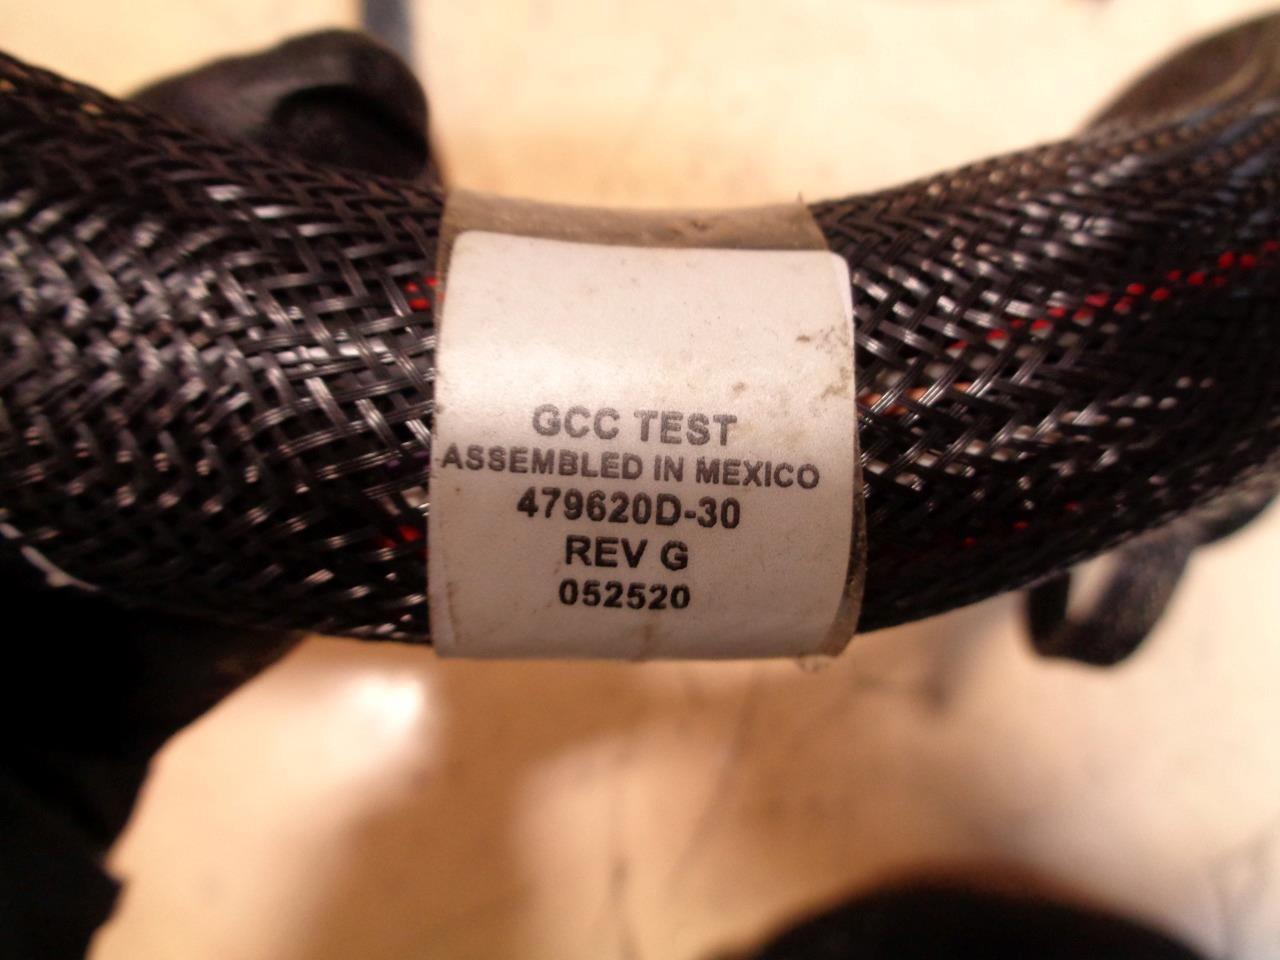 GCC TEST
ASSEMBLED IN MEXICO
479620D-30
REV G
052520